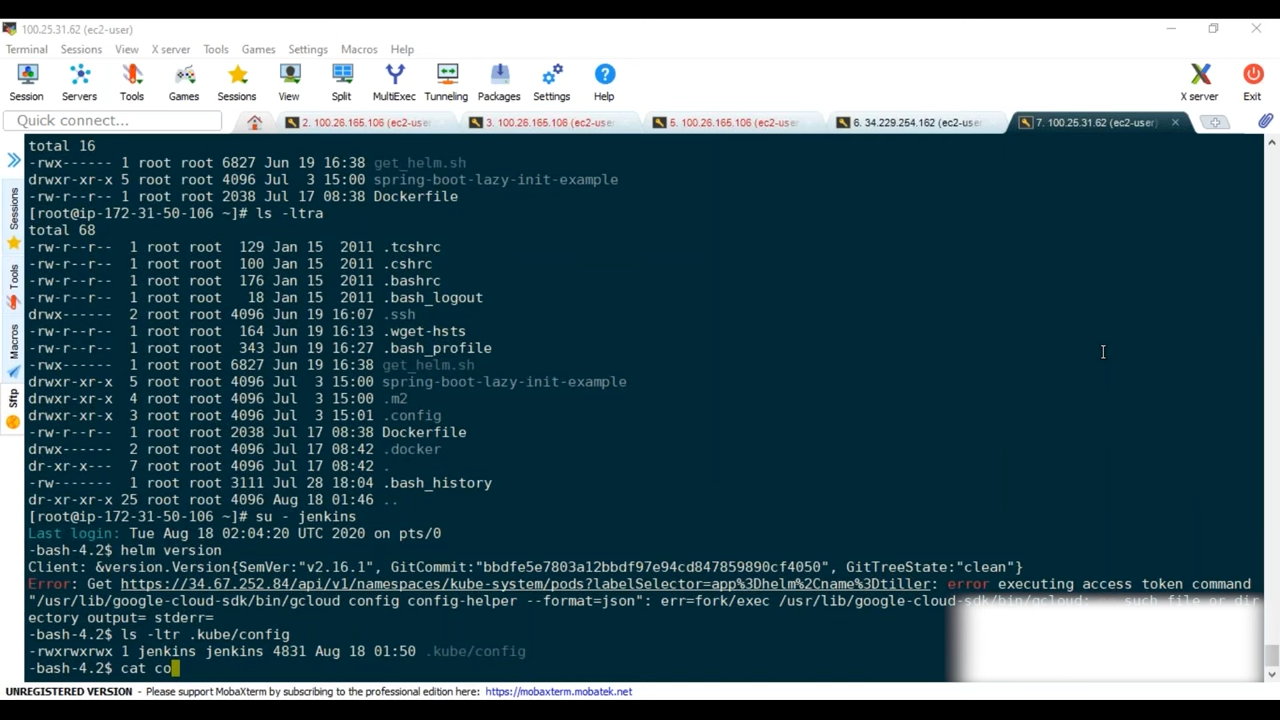 100.25.31.62 (ec2-user)
Terminal Sessions View X server Tools Games Settings Macros Help
Session Servers Tools Games Sessions View Split MultiExec Tunneling Packages Settings Help X server Exit
Quick connect...
2. 100.26.165.106 (ec2-use
3. 100.26.165.106 (ec2-use
5. 100.26.165.106 (ec2-use
6. 34.229.254.162 (ec2-use
7. 100.25.31.62 (ec2-user)
Sessions
Tools
Macros
Sftp
total 16
-rwx------ 1 root root 6827 Jun 19 16:38 get_helm.sh
drwxr-xr-x 5 root root 4096 Jul  3 15:00 spring-boot-lazy-init-example
-rw-r--r-- 1 root root 2038 Jul 17 08:38 Dockerfile
[root@ip-172-31-50-106 ~]# ls -ltra
total 68
-rw-r--r--  1 root root  129 Jan 15  2011 .tcshrc
-rw-r--r--  1 root root  100 Jan 15  2011 .cshrc
-rw-r--r--  1 root root  176 Jan 15  2011 .bashrc
-rw-r--r--  1 root root   18 Jan 15  2011 .bash_logout
drwx------  2 root root 4096 Jun 19 16:07 .ssh
-rw-r--r--  1 root root  164 Jun 19 16:13 .wget-hsts
-rw-r--r--  1 root root  343 Jun 19 16:27 .bash_profile
-rwx------  1 root root 6827 Jun 19 16:38 get_helm.sh
drwxr-xr-x  5 root root 4096 Jul  3 15:00 spring-boot-lazy-init-example
drwxr-xr-x  4 root root 4096 Jul  3 15:00 .m2
drwxr-xr-x  3 root root 4096 Jul  3 15:01 .config
-rw-r--r--  1 root root 2038 Jul 17 08:38 Dockerfile
drwx------  2 root root 4096 Jul 17 08:42 .docker
dr-xr-x---  7 root root 4096 Jul 17 08:42 .
-rw-------  1 root root 3111 Jul 28 18:04 .bash_history
dr-xr-xr-x 25 root root 4096 Aug 18 01:46 ..
[root@ip-172-31-50-106 ~]# su - jenkins
Last login: Tue Aug 18 02:04:20 UTC 2020 on pts/0
-bash-4.2$ helm version
Client: &version.Version{SemVer:"v2.16.1", GitCommit:"bbdfe5e7803a12bbdf97e94cd847859890cf4050", GitTreeState:"clean"}
Error: Get https://34.67.252.84/api/v1/namespaces/kube-system/pods?labelSelector=app%3Dhelm%2Cname%3Dtiller: error executing access token command
"/usr/lib/google-cloud-sdk/bin/gcloud config config-helper --format=json": err=fork/exec /usr/lib/google-cloud-sdk/bin/gcloud: such file or dir
ectory output= stderr=
-bash-4.2$ ls -ltr .kube/config
-rwxrwxrwx 1 jenkins jenkins 4831 Aug 18 01:50 .kube/config
-bash-4.2$ cat co
UNREGISTERED VERSION - Please support MobaXterm by subscribing to the professional edition here: https://mobaxterm.mobatek.net